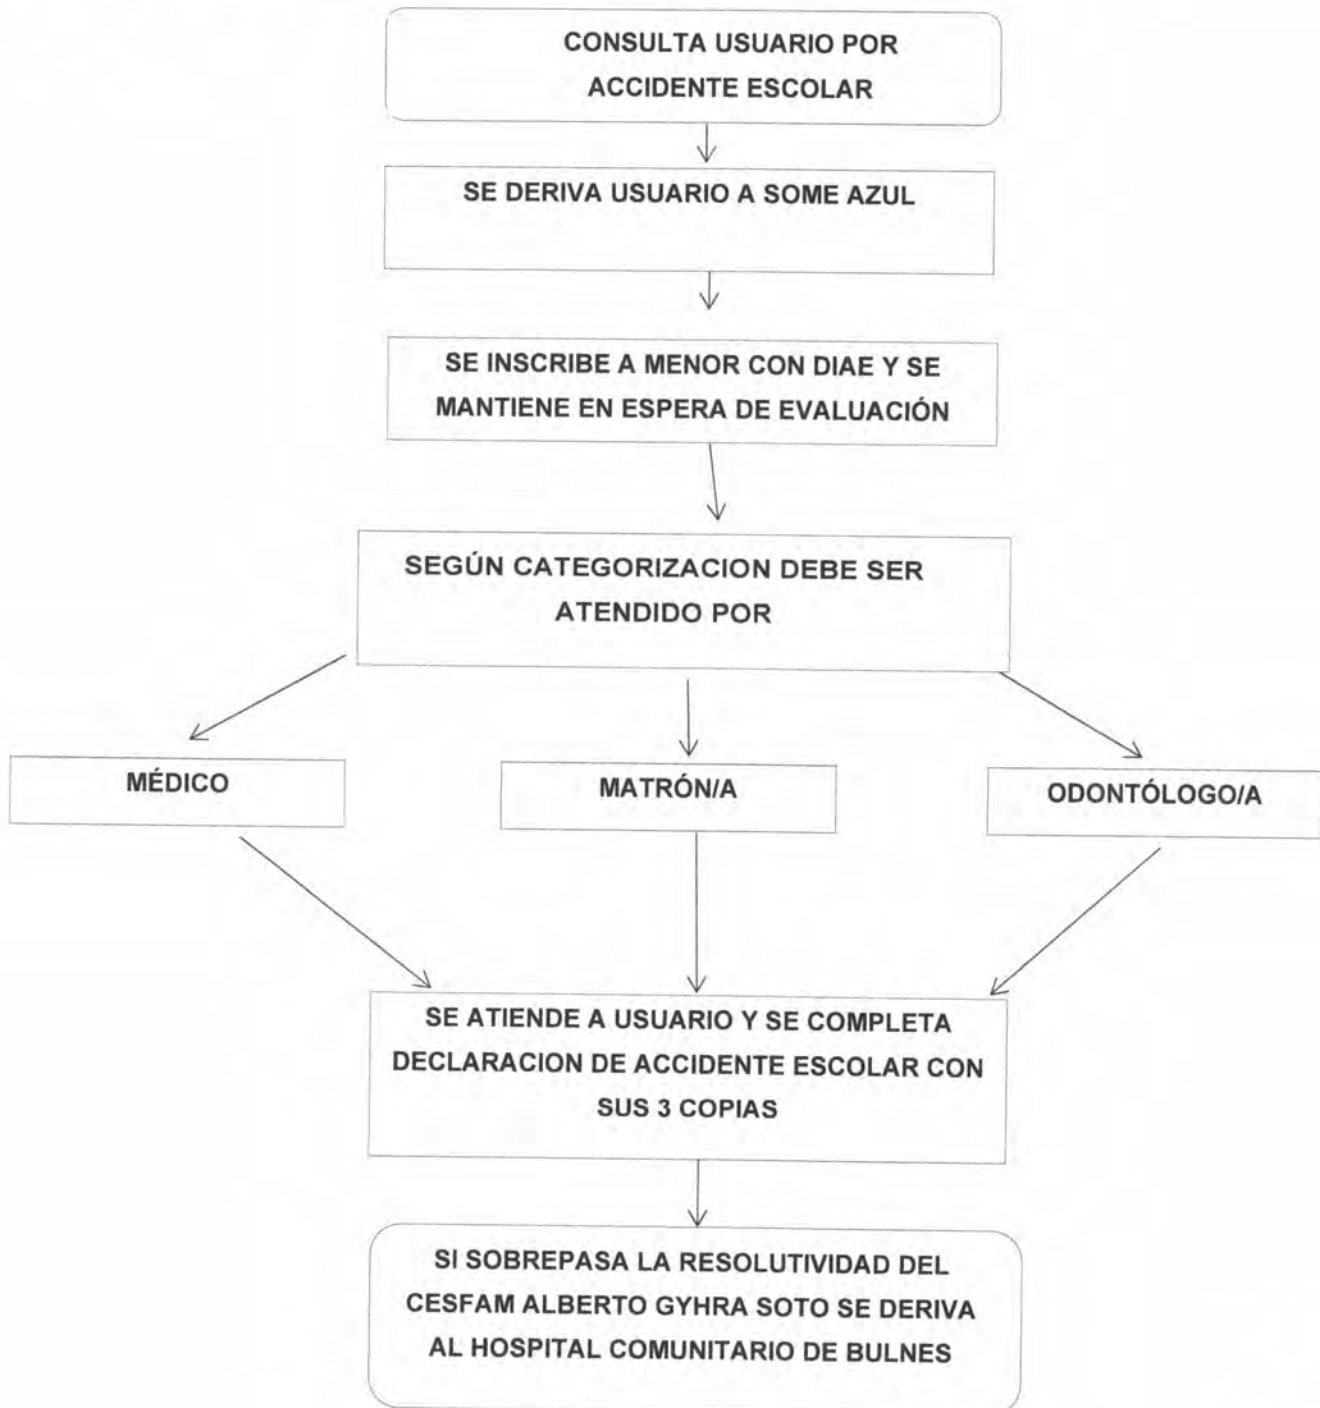 CONSULTA USUARIO POR
ACCIDENTE ESCOLAR
SE DERIVA USUARIO A SOME AZUL
SE INSCRIBE A MENOR CON DIAE Y SE
MANTIENE EN ESPERA DE EVALUACIÓN
SEGÚN CATEGORIZACION DEBE SER
ATENDIDO POR
MÉDICO
MATRÓN/A
ODONTÓLOGO/A
SE ATIENDE A USUARIO Y SE COMPLETA
DECLARACION DE ACCIDENTE ESCOLAR CON
SUS 3 COPIAS
SI SOBREPASA LA RESOLUTIVIDAD DEL
CESFAM ALBERTO GYHRA SOTO SE DERIVA
AL HOSPITAL COMUNITARIO DE BULNES